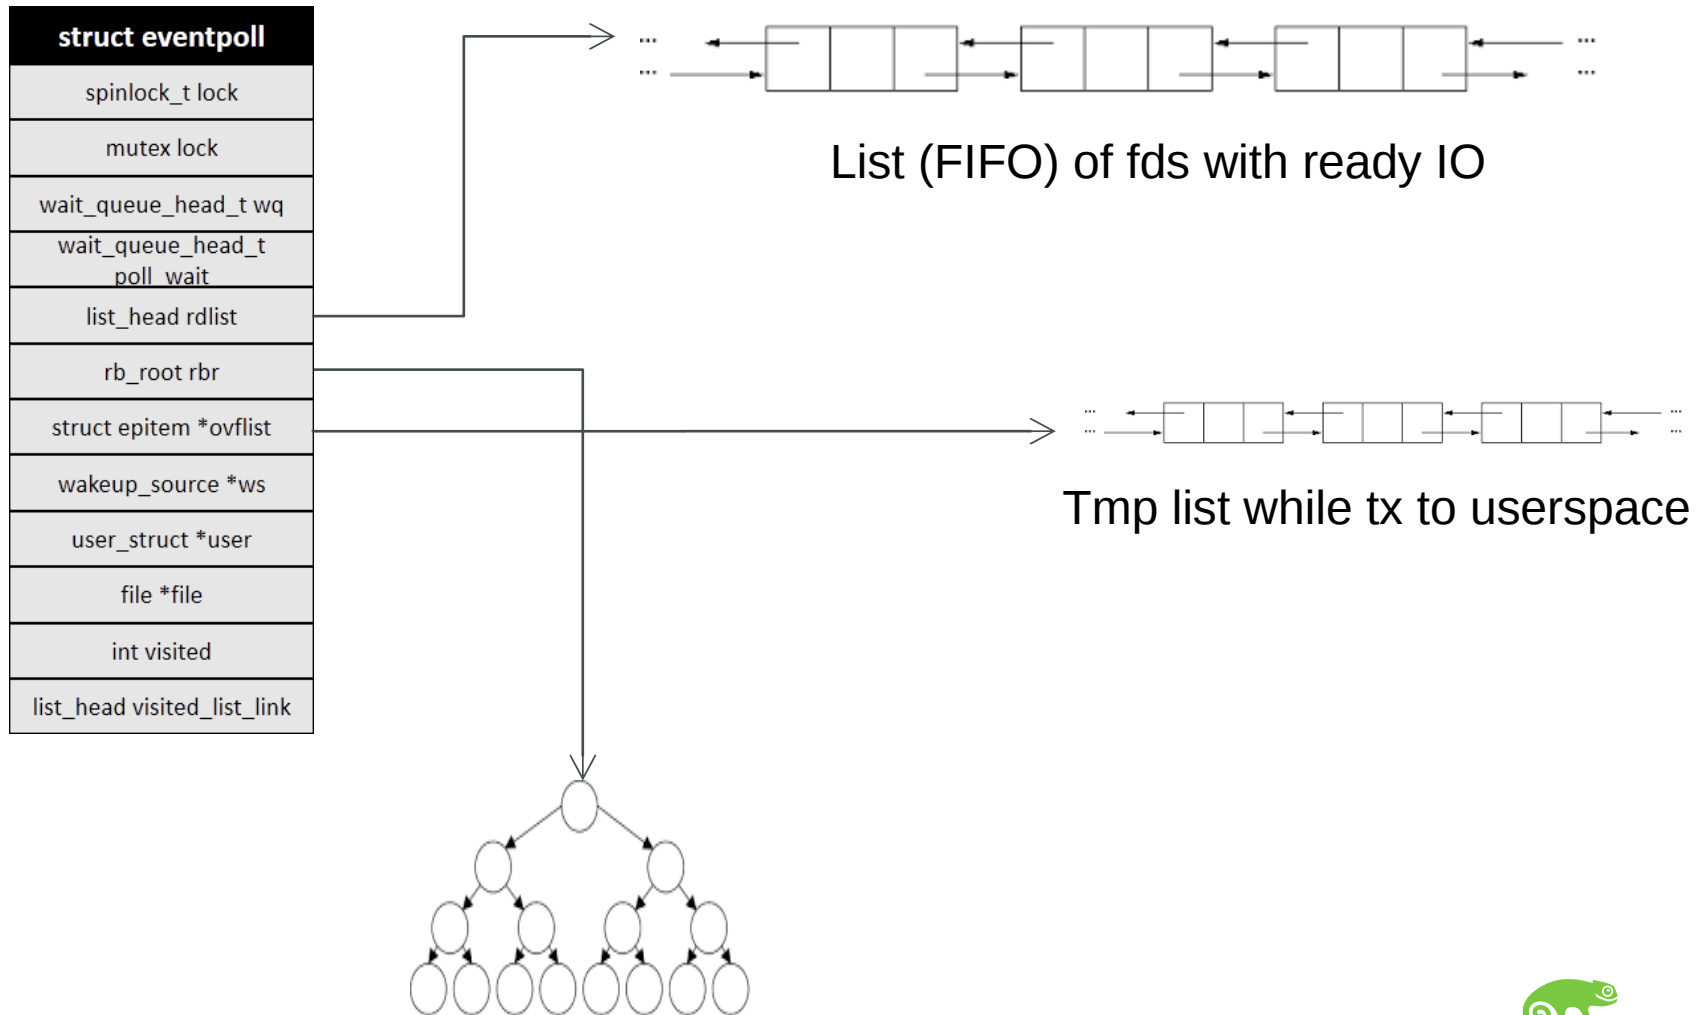 struct eventpoll
spinlock_t lock
mutex lock
wait_queue_head_t wq
wait_queue_head_t
poll_wait
list_head rdlist
rb_root rbr
struct epitem *ovflist
wakeup_source *ws
user_struct *user
file *file
int visited
list_head visited_list_link
... ...
... ...
List (FIFO) of fds with ready IO
... ...
... ...
Tmp list while tx to userspace